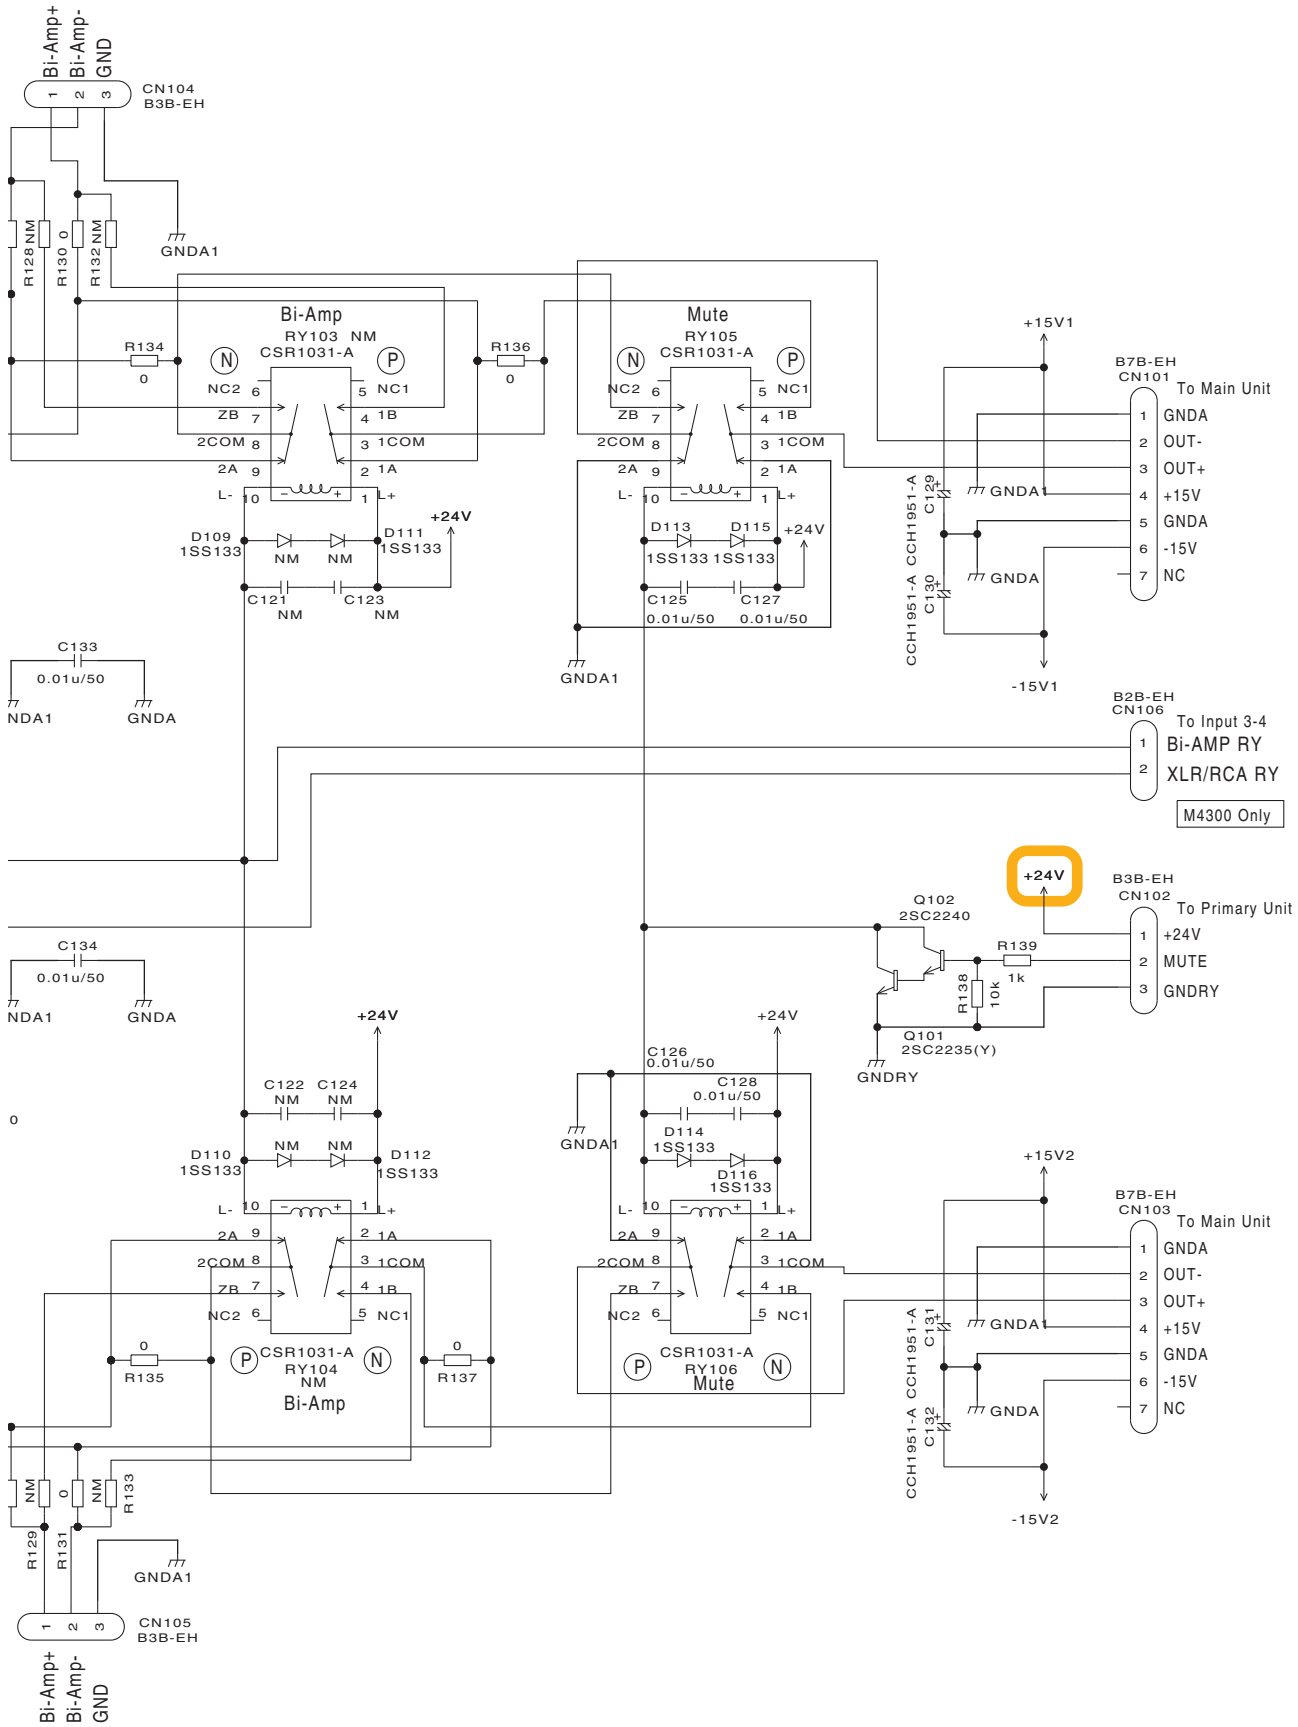 Bi-Amp+
Bi-Amp-
GND
1
2
3
CN104
B3B-EH
R128 NM
R130 0
R132 NM
GNDA1
Bi-Amp
RY103 NM
CSR1031-A
N
P
R134
0
R136
0
NC2 6
5 NC1
ZB 7
4 1B
2COM 8
3 1COM
2A 9
2 1A
L- 10 - + 1 L+
D109
1SS133
NM
NM
D111
1SS133
+24V
C121
NM
C123
NM
Mute
RY105
CSR1031-A
N
P
NC2 6
5 NC1
ZB 7
4 1B
2COM 8
3 1COM
2A 9
2 1A
L- 10 - + 1 L+
D113
1SS133
D115
1SS133
+24V
C125
0.01u/50
C127
0.01u/50
GNDA1
+15V1
B7B-EH
CN101
To Main Unit
1 GNDA
2 OUT-
3 OUT+
4 +15V
5 GNDA
6 -15V
7 NC
CCH1951-A
C129
+
GNDA1
CCH1951-A
C130
+
GNDA
-15V1
C133
0.01u/50
NDA1
GNDA
B2B-EH
CN106
To Input 3-4
1 Bi-AMP RY
2 XLR/RCA RY
M4300 Only
+24V
B3B-EH
CN102
To Primary Unit
1 +24V
2 MUTE
3 GNDRY
Q102
2SC2240
R139
1k
R138
10k
Q101
2SC2235(Y)
GNDRY
C134
0.01u/50
NDA1
GNDA
0
+24V
C122
NM
C124
NM
D110
1SS133
NM
NM
D112
1SS133
L- 10 - + 1 L+
2A 9
2 1A
2COM 8
3 1COM
ZB 7
4 1B
NC2 6
5 NC1
P
CSR1031-A
RY104
NM
N
Bi-Amp
0
R135
0
R137
+24V
C126
0.01u/50
C128
0.01u/50
GNDA1
D114
1SS133
D116
1SS133
L- 10 - + 1 L+
2A 9
2 1A
2COM 8
3 1COM
ZB 7
4 1B
NC2 6
5 NC1
P
CSR1031-A
RY106
N
Mute
+15V2
B7B-EH
CN103
To Main Unit
1 GNDA
2 OUT-
3 OUT+
4 +15V
5 GNDA
6 -15V
7 NC
CCH1951-A
C131
+
GNDA1
CCH1951-A
C132
+
GNDA
-15V2
NM
R129
0
R131
NM
R133
GNDA1
1
2
3
CN105
B3B-EH
Bi-Amp+
Bi-Amp-
GND